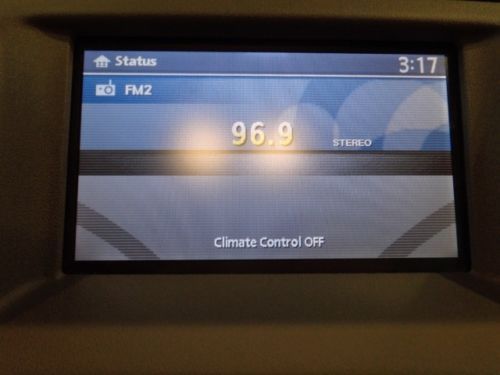 Status 3:17
FM2
96.9 STEREO
Climate Control OFF